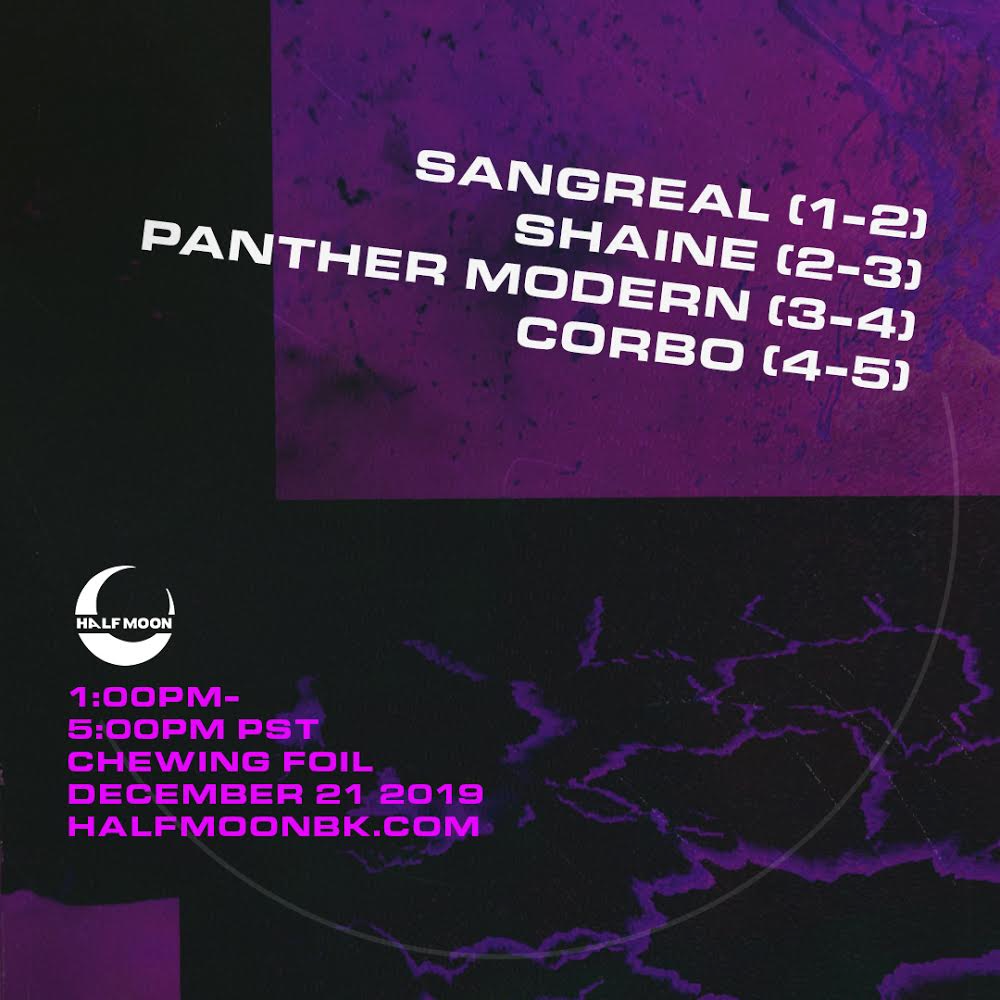 SANGREAL (1-2)
SHAINE (2-3)
PANTHER MODERN (3-4)
CORBO (4-5)
HALF MOON
1:00PM-
5:00PM PST
CHEWING FOIL
DECEMBER 21 2019
HALFMOONBK.COM